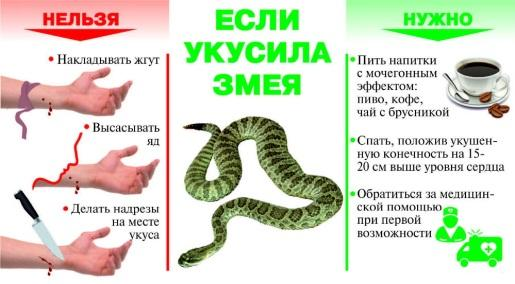 НЕЛЬЗЯ
• Накладывать жгут
• Высасывать
яд
• Делать надрезы
на месте
укуса
ЕСЛИ
УКУСИЛА
ЗМЕЯ
НУЖНО
• Пить напитки
с мочегонным
эффектом:
пиво, кофе,
чай с брусникой
• Спать, положив укушен-
ную конечность на 15-
20 см выше уровня сердца
• Обратиться за медицин-
ской помощью
при первой
возможности